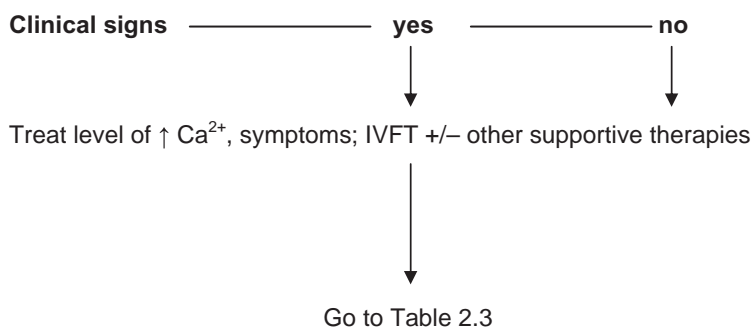 Clinical signs yes no
Treat level of ↑ Ca²⁺, symptoms; IVFT +/– other supportive therapies
Go to Table 2.3